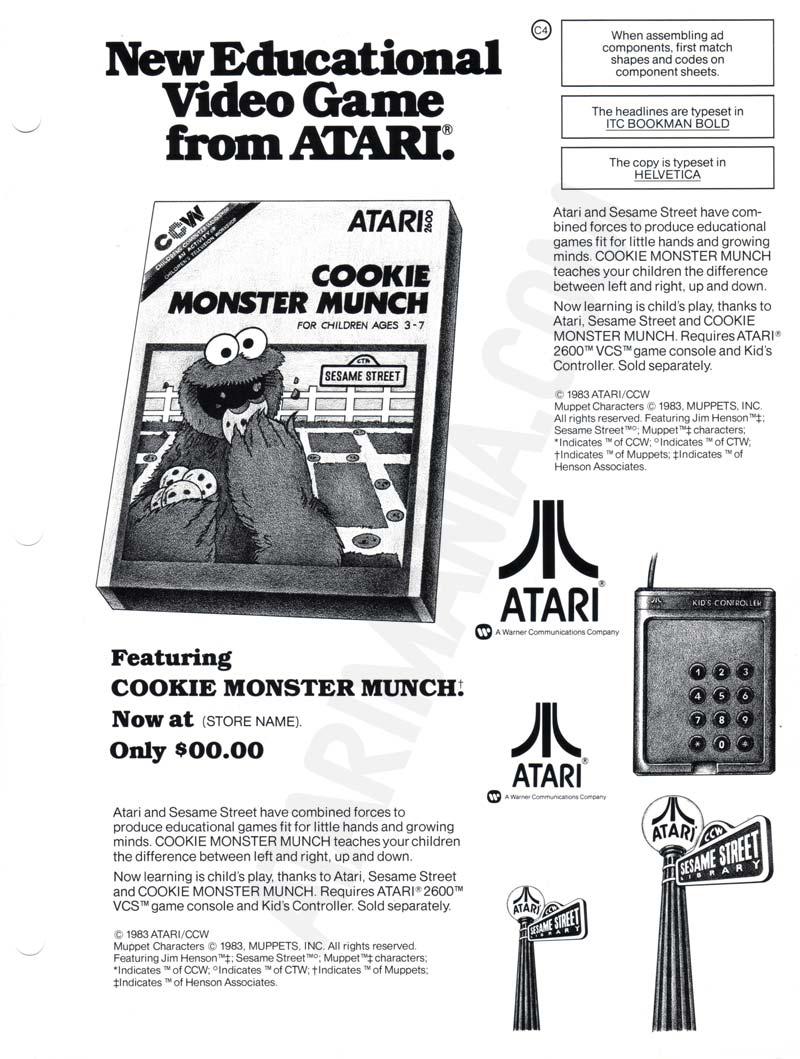 New Educational
Video Game
from ATARI.®
C4
When assembling ad
components, first match
shapes and codes on
component sheets.
The headlines are typeset in
ITC BOOKMAN BOLD
The copy is typeset in
HELVETICA
CCW
CHILDREN'S COMPUTER WORKSHOP
AN ACTIVITY OF
CHILDREN'S TELEVISION WORKSHOP
ATARI 2600
COOKIE
MONSTER MUNCH
FOR CHILDREN AGES 3-7
CTW
SESAME STREET
Atari and Sesame Street have com-
bined forces to produce educational
games fit for little hands and growing
minds. COOKIE MONSTER MUNCH
teaches your children the difference
between left and right, up and down.
Now learning is child's play, thanks to
Atari, Sesame Street and COOKIE
MONSTER MUNCH. Requires ATARI®
2600™ VCS™ game console and Kid's
Controller. Sold separately.
© 1983 ATARI/CCW
Muppet Characters © 1983, MUPPETS, INC.
All rights reserved. Featuring Jim Henson™‡;
Sesame Street™°; Muppet™‡ characters;
*Indicates ™ of CCW; °Indicates ™ of CTW;
†Indicates ™ of Muppets; ‡Indicates ™ of
Henson Associates.
ATARI®
A Warner Communications Company
KID'S CONTROLLER
1 2 3
4 5 6
7 8 9
* 0 #
Featuring
COOKIE MONSTER MUNCH.†
Now at (STORE NAME).
Only $00.00
ATARI®
A Warner Communications Company
Atari and Sesame Street have combined forces to
produce educational games fit for little hands and growing
minds. COOKIE MONSTER MUNCH teaches your children
the difference between left and right, up and down.
Now learning is child's play, thanks to Atari, Sesame Street
and COOKIE MONSTER MUNCH. Requires ATARI® 2600™
VCS™ game console and Kid's Controller. Sold separately.
© 1983 ATARI/CCW
Muppet Characters © 1983, MUPPETS, INC. All rights reserved.
Featuring Jim Henson™‡; Sesame Street™°; Muppet™‡ characters;
*Indicates ™ of CCW; °Indicates ™ of CTW; †Indicates ™ of Muppets;
‡Indicates ™ of Henson Associates.
ATARI
CCW
SESAME STREET
LIBRARY
ATARI
CCW
SESAME STREET
LIBRARY
ATARIMANIA.COM